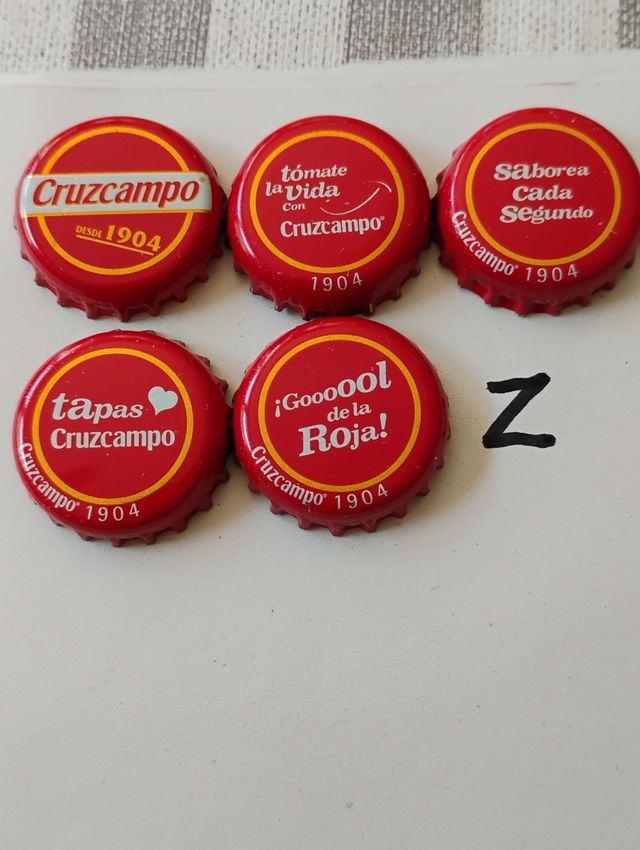 Cruzcampo®
DESDE 1904
tómate
la vida
con
Cruzcampo®
1904
saborea
cada
segundo
Cruzcampo® 1904
tapas
Cruzcampo
Cruzcampo® 1904
¡Goooool
de la
Roja!
Cruzcampo® 1904
Z